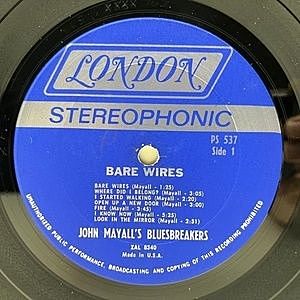 LONDON
STEREOPHONIC
PS 537
Side 1
BARE WIRES
BARE WIRES (Mayall - 1:25)
WHERE DID I BELONG? (Mayall - 3:05)
I STARTED WALKING (Mayall - 2:20)
OPEN UP A NEW DOOR (Mayall - 3:00)
FIRE (Mayall - 3:45)
I KNOW NOW (Mayall - 5:25)
LOOK IN THE MIRROR (Mayall - 2:31)
JOHN MAYALL'S BLUESBREAKERS
ZAL 8340
Made in U.S.A.
UNAUTHORIZED PUBLIC PERFORMANCE, BROADCASTING AND COPYING OF THIS RECORD PROHIBITED